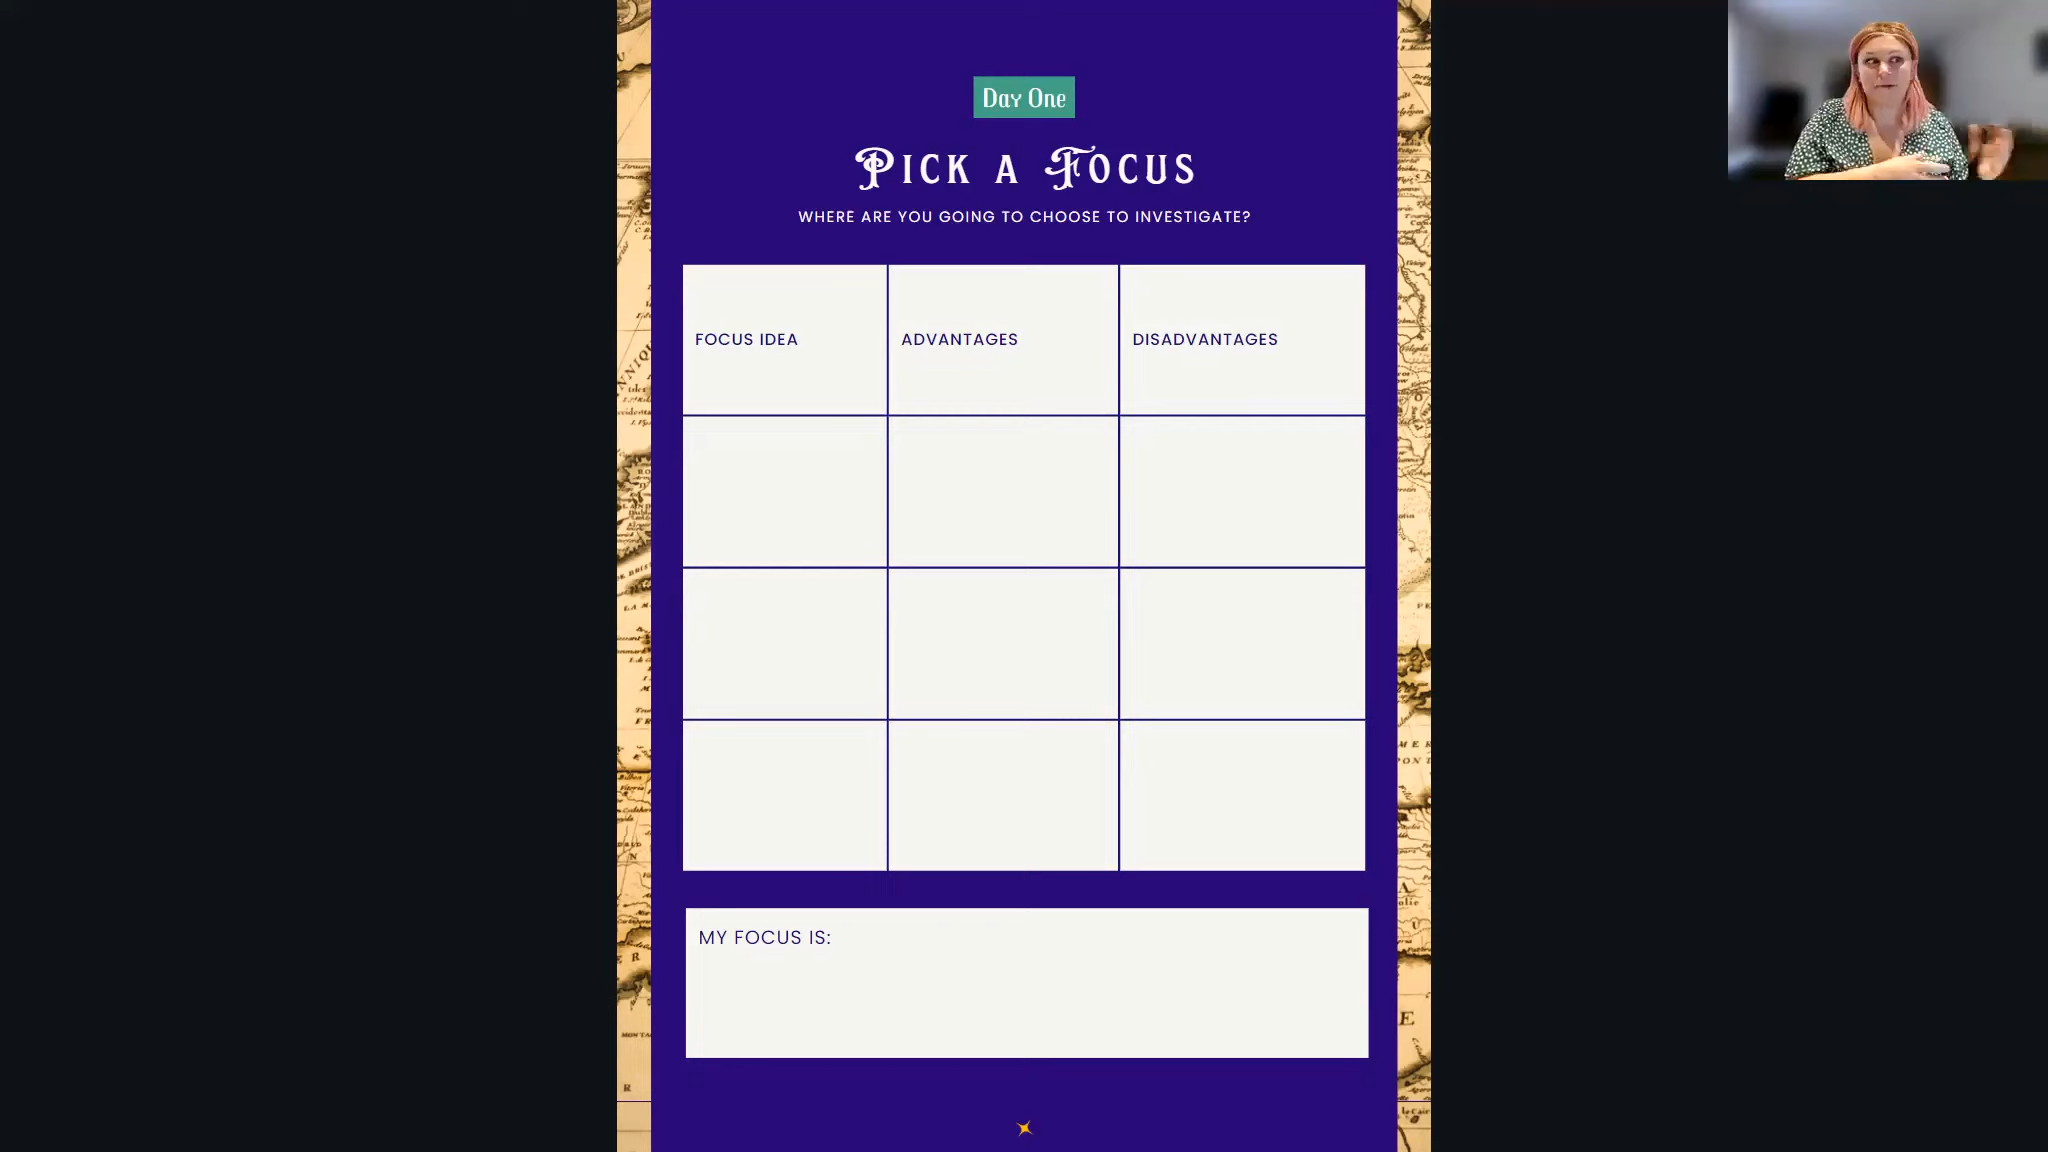 Day One
PICK A FOCUS
WHERE ARE YOU GOING TO CHOOSE TO INVESTIGATE?
FOCUS IDEA ADVANTAGES DISADVANTAGES
MY FOCUS IS: